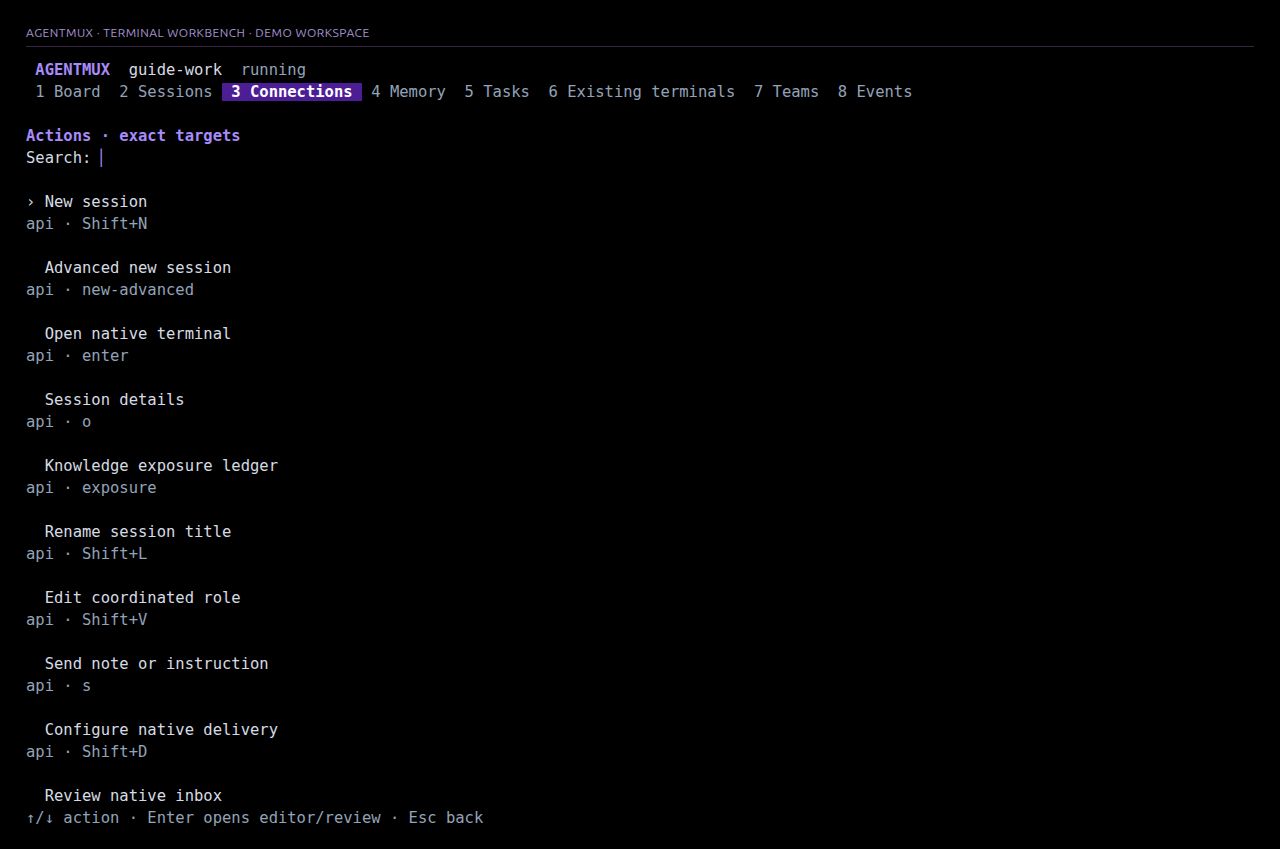 AGENTMUX · TERMINAL WORKBENCH · DEMO WORKSPACE
AGENTMUX guide-work running
1 Board 2 Sessions 3 Connections 4 Memory 5 Tasks 6 Existing terminals 7 Teams 8 Events
Actions · exact targets
Search:
› New session
api · Shift+N
Advanced new session
api · new-advanced
Open native terminal
api · enter
Session details
api · o
Knowledge exposure ledger
api · exposure
Rename session title
api · Shift+L
Edit coordinated role
api · Shift+V
Send note or instruction
api · s
Configure native delivery
api · Shift+D
Review native inbox
↑/↓ action · Enter opens editor/review · Esc back